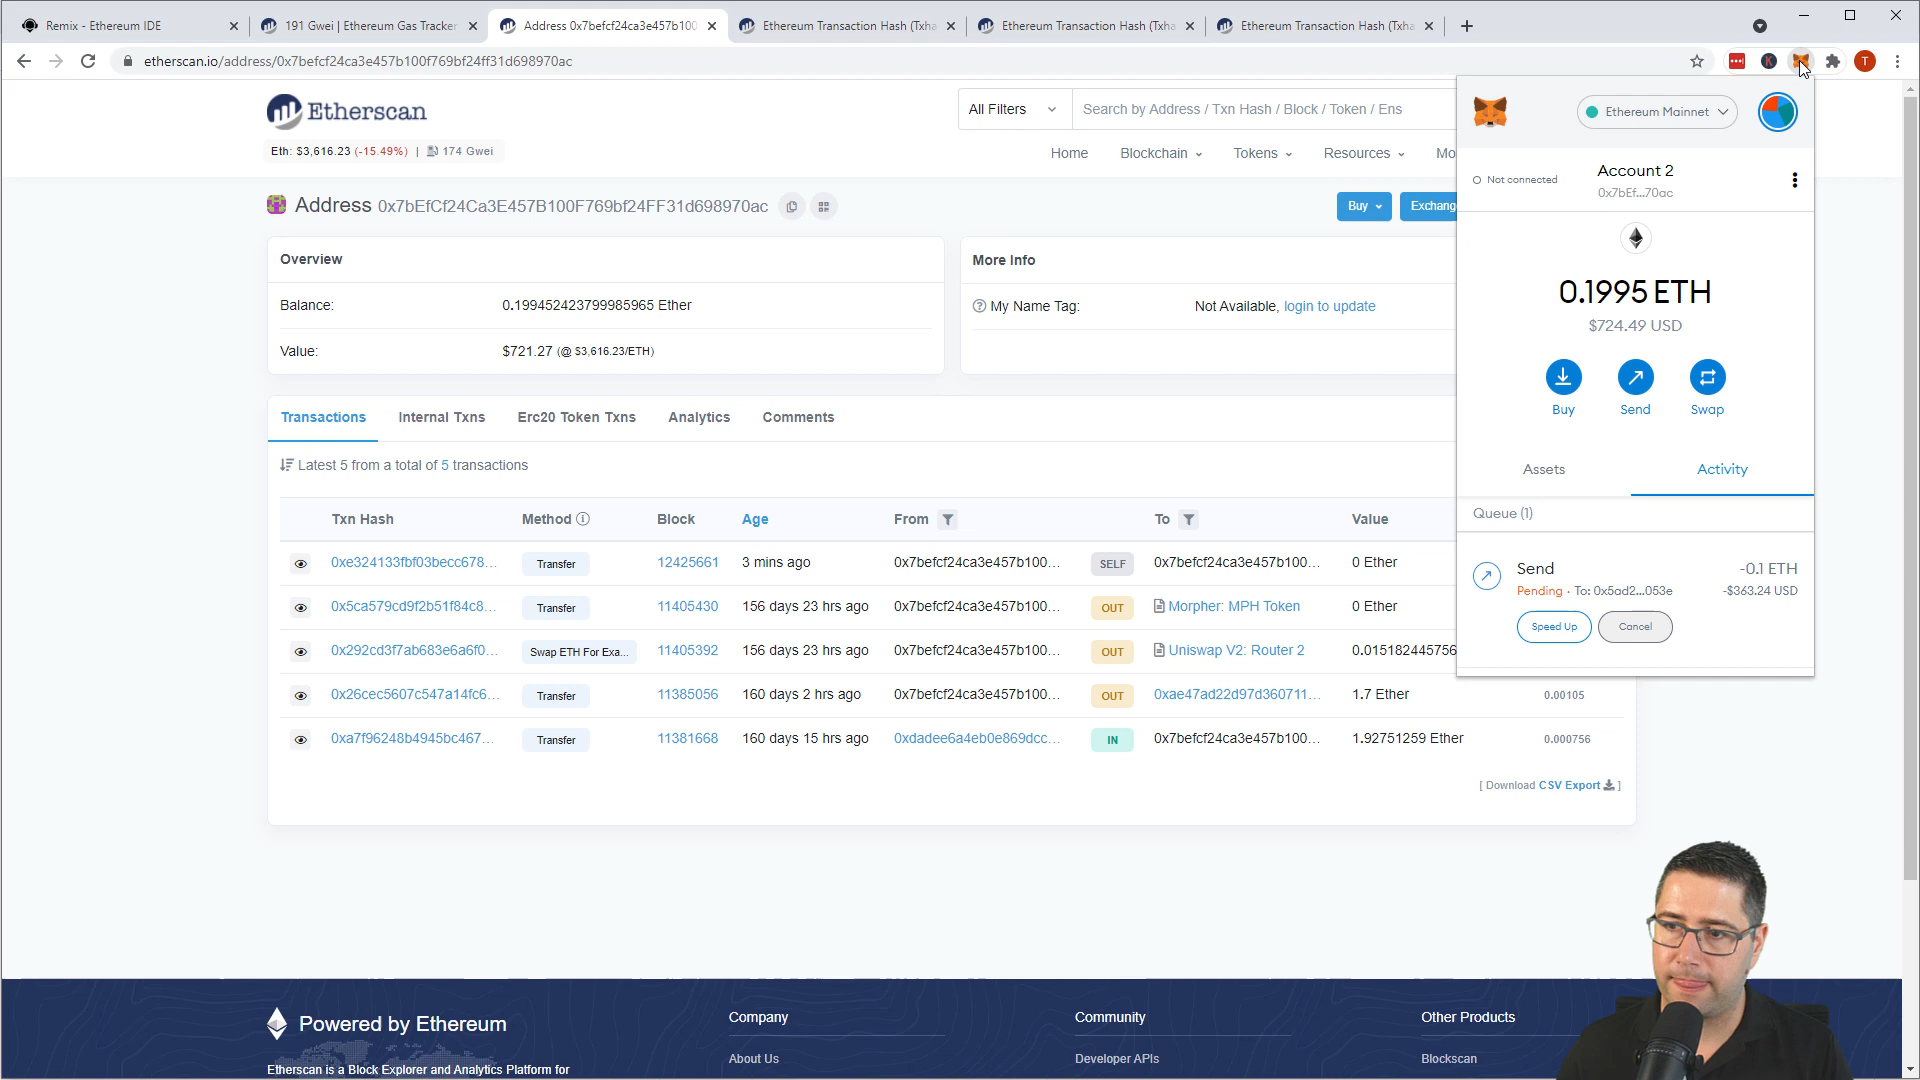 Remix - Ethereum IDE
191 Gwei | Ethereum Gas Tracker
Address 0x7befcf24ca3e457b100
Ethereum Transaction Hash (Txha
Ethereum Transaction Hash (Txha
Ethereum Transaction Hash (Txha
etherscan.io/address/0x7befcf24ca3e457b100f769bf24ff31d698970ac
K
T
Etherscan
All Filters
Search by Address / Txn Hash / Block / Token / Ens
Eth: $3,616.23 (-15.49%) | 174 Gwei
Home
Blockchain
Tokens
Resources
Mo
Address 0x7bEfCf24Ca3E457B100F769bf24FF31d698970ac
Buy
Exchang
Overview
Balance:
0.199452423799985965 Ether
Value:
$721.27 (@ $3,616.23/ETH)
More Info
My Name Tag:
Not Available, login to update
Transactions
Internal Txns
Erc20 Token Txns
Analytics
Comments
Latest 5 from a total of 5 transactions
Txn Hash
Method
Block
Age
From
To
Value
0xe324133fbf03becc678...
Transfer
12425661
3 mins ago
0x7befcf24ca3e457b100...
SELF
0x7befcf24ca3e457b100...
0 Ether
0x5ca579cd9f2b51f84c8...
Transfer
11405430
156 days 23 hrs ago
0x7befcf24ca3e457b100...
OUT
Morpher: MPH Token
0 Ether
0x292cd3f7ab683e6a6f0...
Swap ETH For Exa...
11405392
156 days 23 hrs ago
0x7befcf24ca3e457b100...
OUT
Uniswap V2: Router 2
0.015182445756
0x26cec5607c547a14fc6...
Transfer
11385056
160 days 2 hrs ago
0x7befcf24ca3e457b100...
OUT
0xae47ad22d97d360711...
1.7 Ether
0.00105
0xa7f96248b4945bc467...
Transfer
11381668
160 days 15 hrs ago
0xdadee6a4eb0e869dcc...
IN
0x7befcf24ca3e457b100...
1.92751259 Ether
0.000756
[ Download CSV Export ]
Ethereum Mainnet
Not connected
Account 2
0x7bEf...70ac
0.1995 ETH
$724.49 USD
Buy
Send
Swap
Assets
Activity
Queue (1)
Send
-0.1 ETH
Pending · To: 0x5ad2...053e
-$363.24 USD
Speed Up
Cancel
Powered by Ethereum
Etherscan is a Block Explorer and Analytics Platform for
Company
About Us
Community
Developer APIs
Other Products
Blockscan